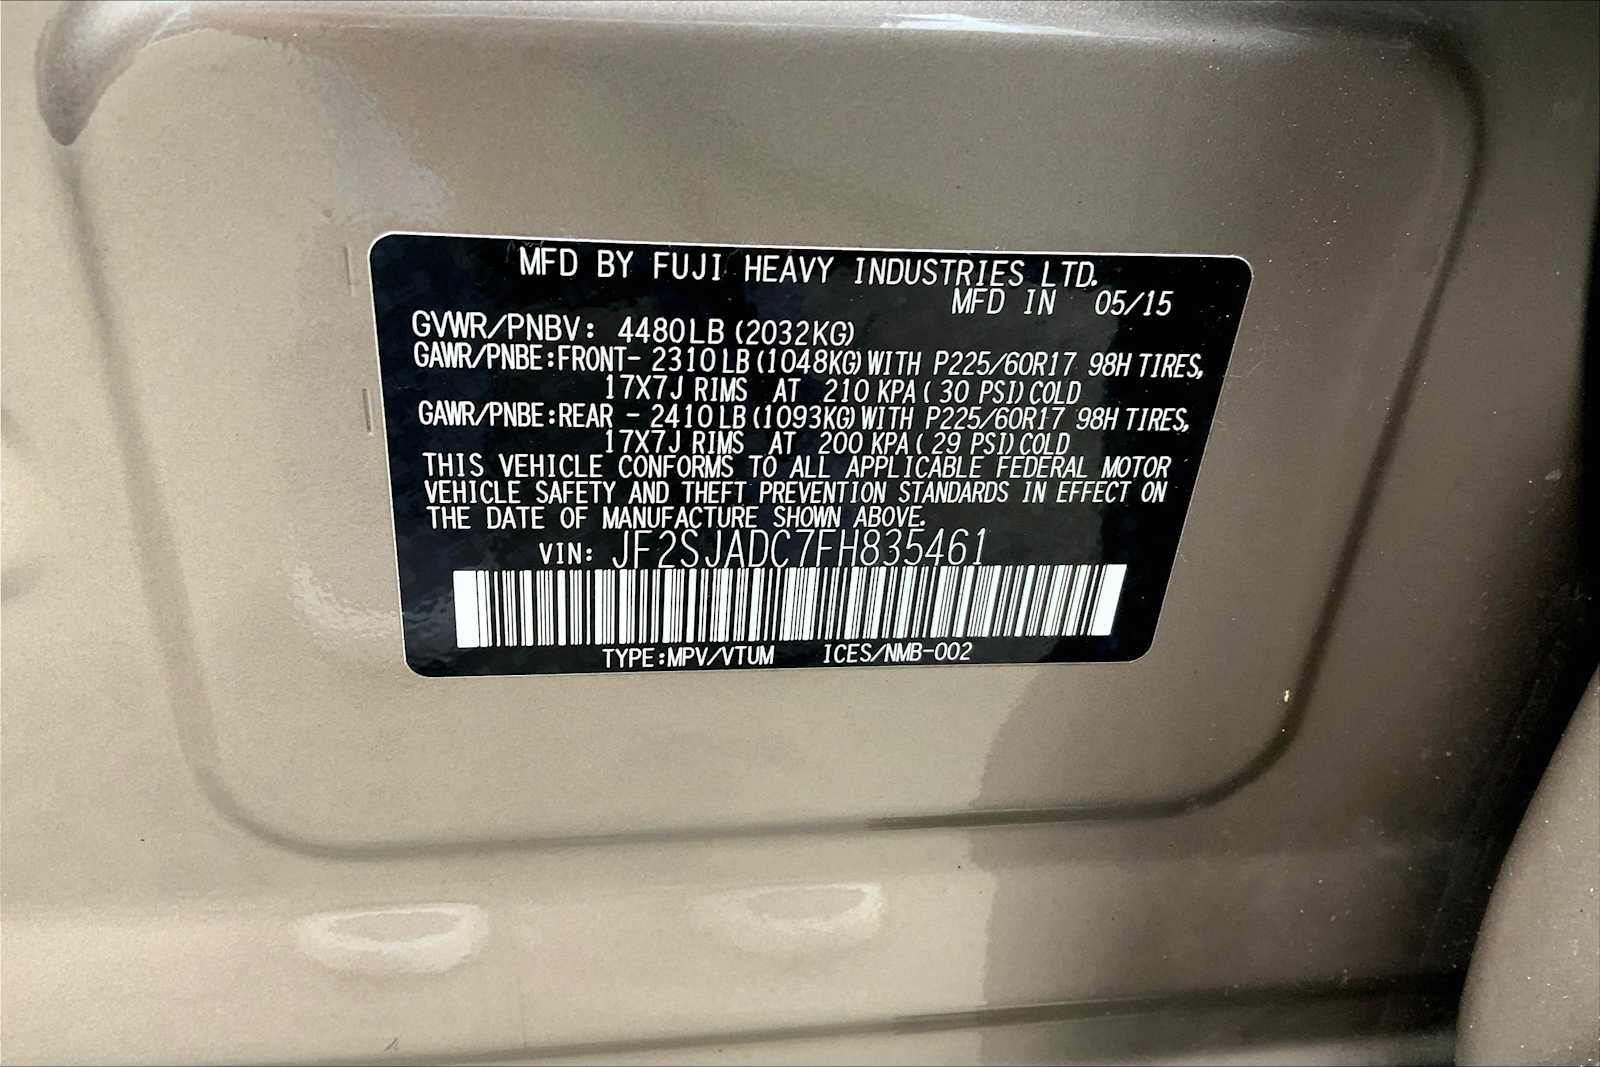 MFD BY FUJI HEAVY INDUSTRIES LTD.
MFD IN 05/15
GVWR/PNBV: 4480LB (2032KG)
GAWR/PNBE:FRONT- 2310LB (1048KG) WITH P225/60R17 98H TIRES,
17X7J RIMS AT 210 KPA( 30 PSI) COLD
GAWR/PNBE:REAR - 2410LB (1093KG) WITH P225/60R17 98H TIRES,
17X7J RIMS AT 200 KPA( 29 PSI) COLD
THIS VEHICLE CONFORMS TO ALL APPLICABLE FEDERAL MOTOR
VEHICLE SAFETY AND THEFT PREVENTION STANDARDS IN EFFECT ON
THE DATE OF MANUFACTURE SHOWN ABOVE.
VIN: JF2SJADC7FH835461
TYPE:MPV/VTUM ICES/NMB-002